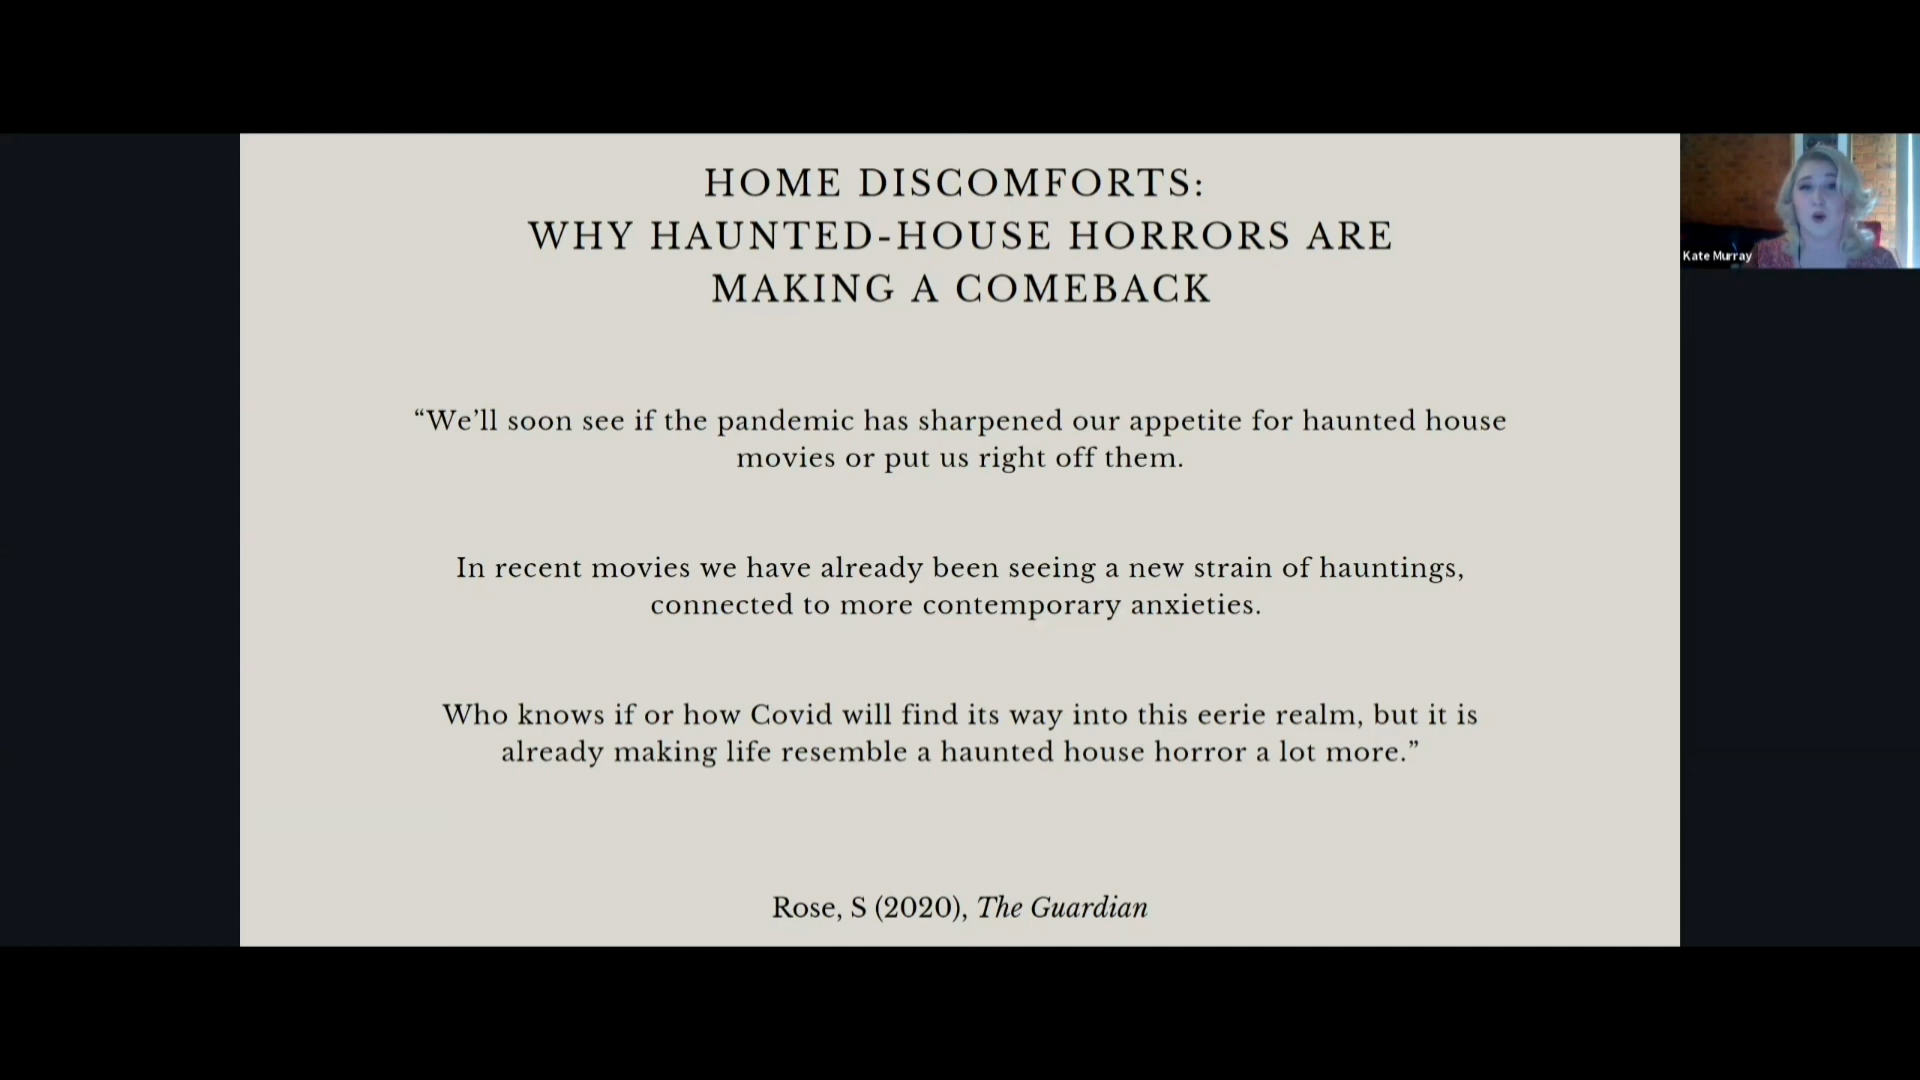 HOME DISCOMFORTS:
WHY HAUNTED-HOUSE HORRORS ARE
MAKING A COMEBACK
“We’ll soon see if the pandemic has sharpened our appetite for haunted house
movies or put us right off them.
In recent movies we have already been seeing a new strain of hauntings,
connected to more contemporary anxieties.
Who knows if or how Covid will find its way into this eerie realm, but it is
already making life resemble a haunted house horror a lot more.”
Rose, S (2020), The Guardian
Kate Murray